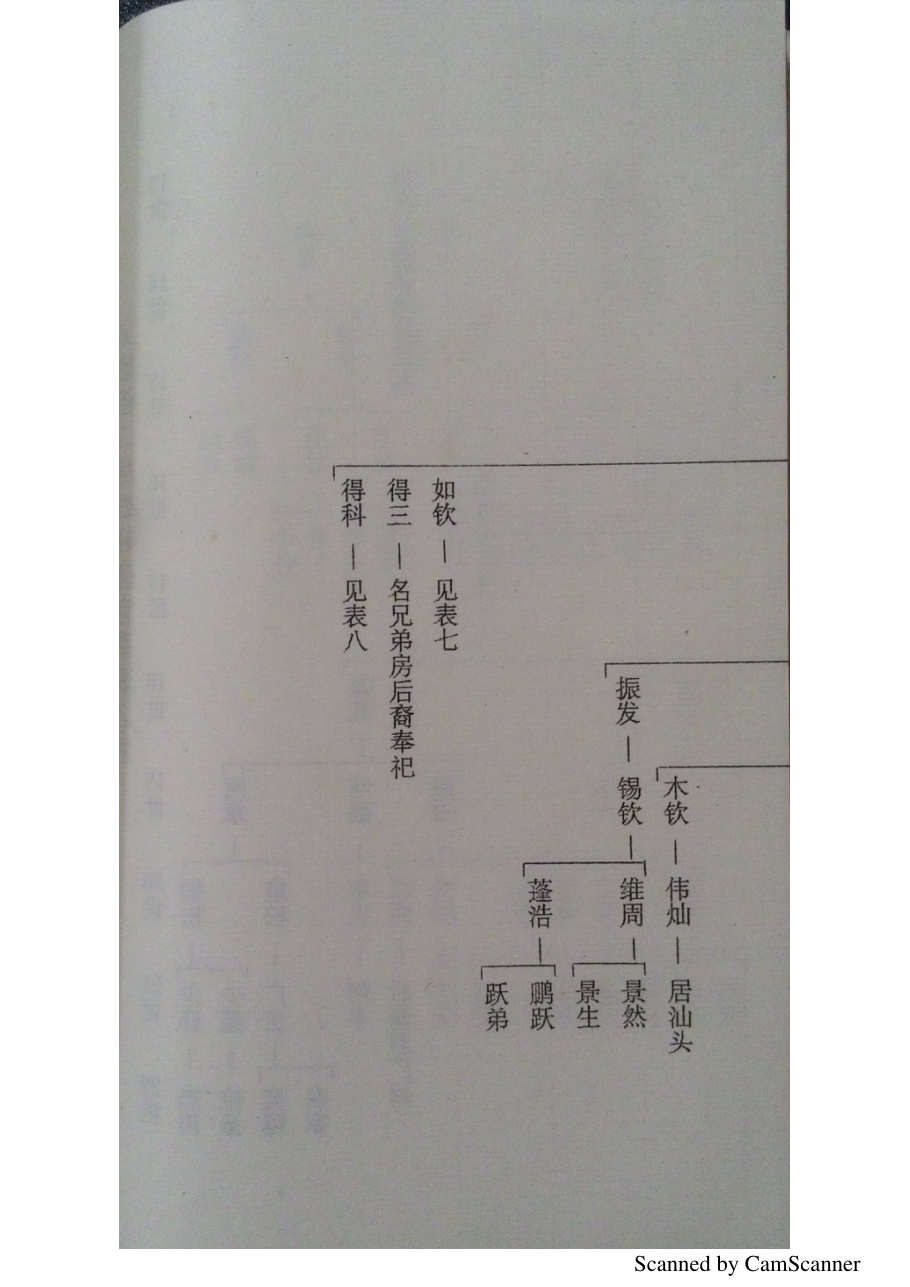 木钦 — 伟灿 — 居汕头
振发 — 锡钦
维周
景然
景生
蓬浩
鹏跃
跃弟
如钦 — 见表七
得三 — 名兄弟房后裔奉祀
得科 — 见表八
Scanned by CamScanner